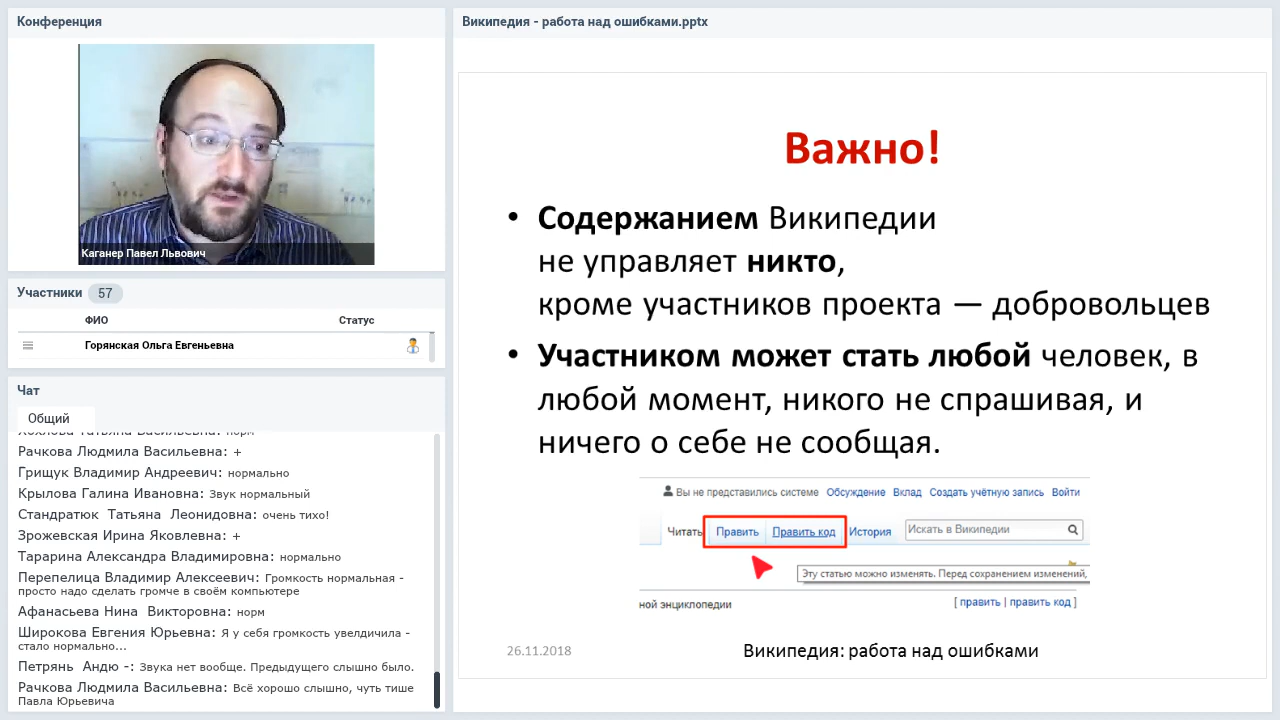 Конференция
Каганер Павел Львович
Участники 57
ФИО Статус
Горянская Ольга Евгеньевна
Чат
Общий
Хохлова Татьяна Васильевна: норм
Рачкова Людмила Васильевна: +
Грищук Владимир Андреевич: нормально
Крылова Галина Ивановна: Звук нормальный
Стандратюк Татьяна Леонидовна: очень тихо!
Зрожевская Ирина Яковлевна: +
Тарарина Александра Владимировна: нормально
Перепелица Владимир Алексеевич: Громкость нормальная -
просто надо сделать громче в своём компьютере
Афанасьева Нина Викторовна: норм
Широкова Евгения Юрьевна: Я у себя громкость увелдичила -
стало нормально...
Петрянь Андю -: Звука нет вообще. Предыдущего слышно было.
Рачкова Людмила Васильевна: Всё хорошо слышно, чуть тише
Павла Юрьевича
Википедия - работа над ошибками.pptx
Важно!
• Содержанием Википедии
не управляет никто,
кроме участников проекта — добровольцев
• Участником может стать любой человек, в
любой момент, никого не спрашивая, и
ничего о себе не сообщая.
Вы не представились системе Обсуждение Вклад Создать учётную запись Войти
Читать Править Править код История Искать в Википедии
Эту статью можно изменять. Перед сохранением изменений,
ной энциклопедии [ править | править код ]
26.11.2018 Википедия: работа над ошибками